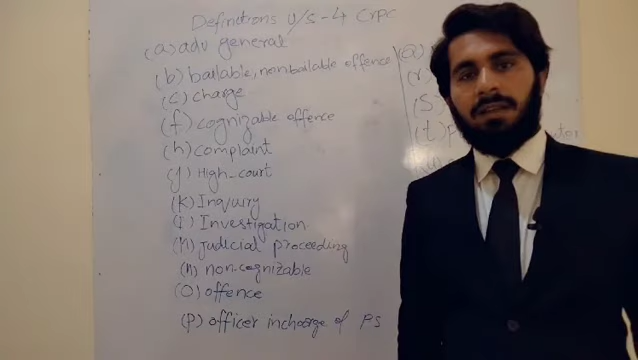 Definitions U/S-4 CrPC
(a) adv general
(b) bailable, nonbailable offence
(c) charge
(f) cognizable offence
(h) complaint
(j) High-court
(K) Inquiry
(l) Investigation
(m) judicial proceeding
(n) non-cognizable
(O) offence
(P) officer incharge of PS
(Q)
(r)
(S)
(t)